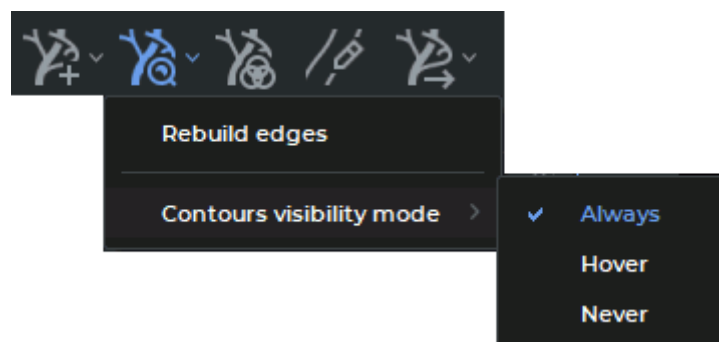 Rebuild edges
Contours visibility mode
Always
Hover
Never